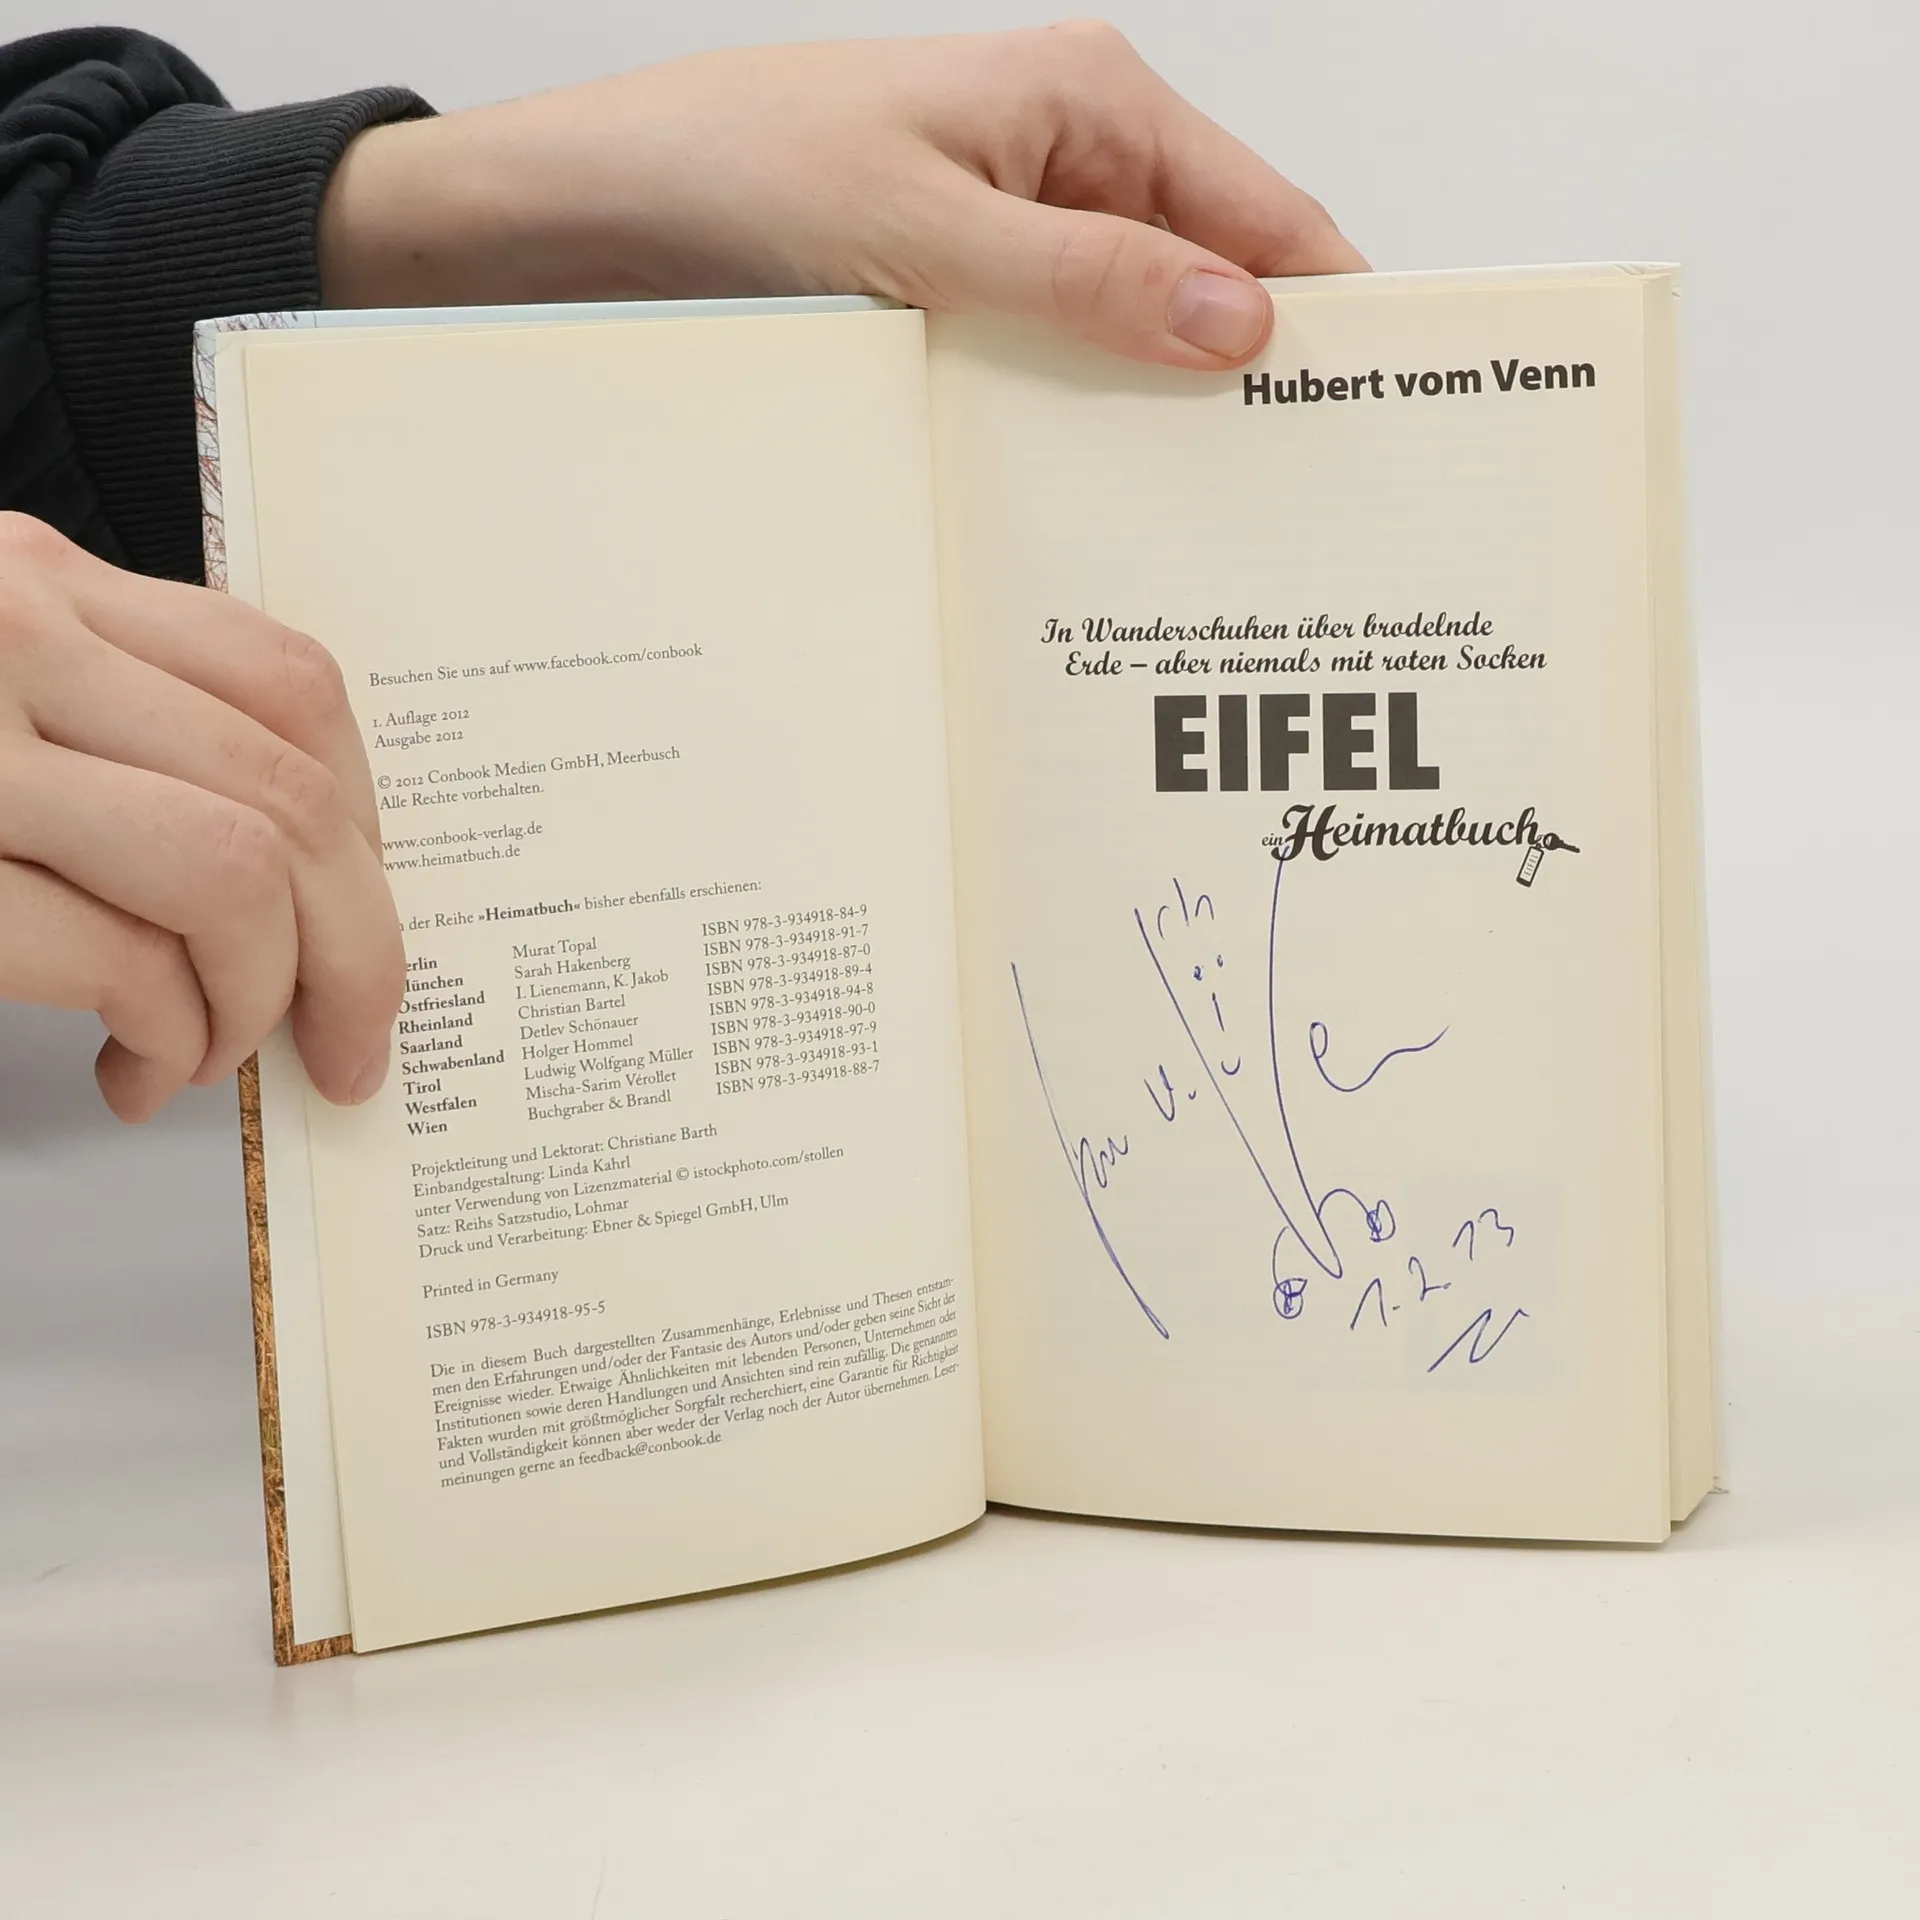 Besuchen Sie uns auf www.facebook.com/conbook
1. Auflage 2012
Ausgabe 2012
© 2012 Conbook Medien GmbH, Meerbusch
Alle Rechte vorbehalten.
www.conbook-verlag.de
www.heimatbuch.de
der Reihe »Heimatbuch« bisher ebenfalls erschienen:
erlin Murat Topal ISBN 978-3-934918-84-9
ünchen Sarah Hakenberg ISBN 978-3-934918-91-7
Ostfriesland I. Lienemann, K. Jakob ISBN 978-3-934918-87-0
Rheinland Christian Bartel ISBN 978-3-934918-89-4
Saarland Detlev Schönauer ISBN 978-3-934918-94-8
Schwabenland Holger Hommel ISBN 978-3-934918-90-0
Tirol Ludwig Wolfgang Müller ISBN 978-3-934918-97-9
Westfalen Mischa-Sarim Vérollet ISBN 978-3-934918-93-1
Wien Buchgraber & Brandl ISBN 978-3-934918-88-7
Projektleitung und Lektorat: Christiane Barth
Einbandgestaltung: Linda Kahrl
unter Verwendung von Lizenzmaterial © istockphoto.com/stollen
Satz: Reihs Satzstudio, Lohmar
Druck und Verarbeitung: Ebner & Spiegel GmbH, Ulm
Printed in Germany
ISBN 978-3-934918-95-5
Die in diesem Buch dargestellten Zusammenhänge, Erlebnisse und Thesen entstam-
men den Erfahrungen und/oder der Fantasie des Autors und/oder geben seine Sicht der
Ereignisse wieder. Etwaige Ähnlichkeiten mit lebenden Personen, Unternehmen oder
Institutionen sowie deren Handlungen und Ansichten sind rein zufällig. Die genannten
Fakten wurden mit größtmöglicher Sorgfalt recherchiert, eine Garantie für Richtigkeit
und Vollständigkeit können aber weder der Verlag noch der Autor übernehmen. Leser-
meinungen gerne an feedback@conbook.de
Hubert vom Venn
In Wanderschuhen über brodelnde
Erde – aber niemals mit roten Socken
EIFEL
ein Heimatbuch
EIFEL
1.2.13